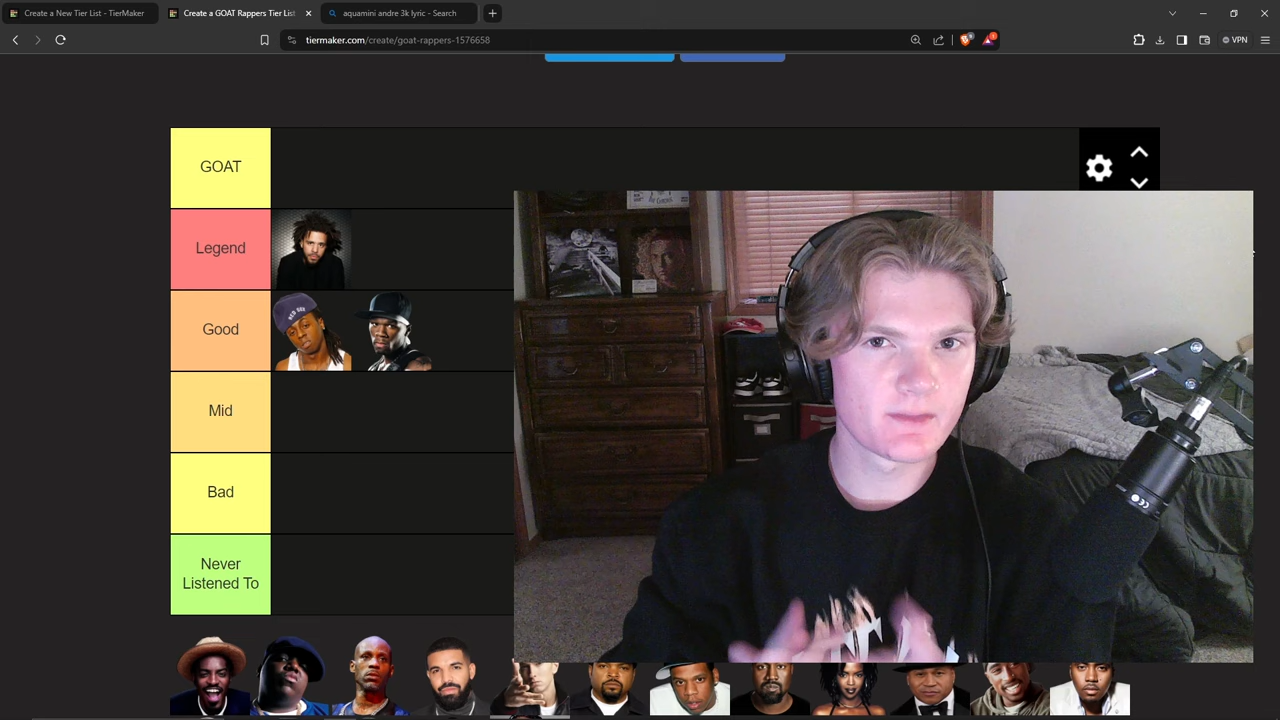 Create a New Tier List - TierMaker
Create a GOAT Rappers Tier List
aquamini andre 3k lyric - Search
tiermaker.com/create/goat-rappers-1576658
VPN
GOAT
Legend
Good
Mid
Bad
Never
Listened To